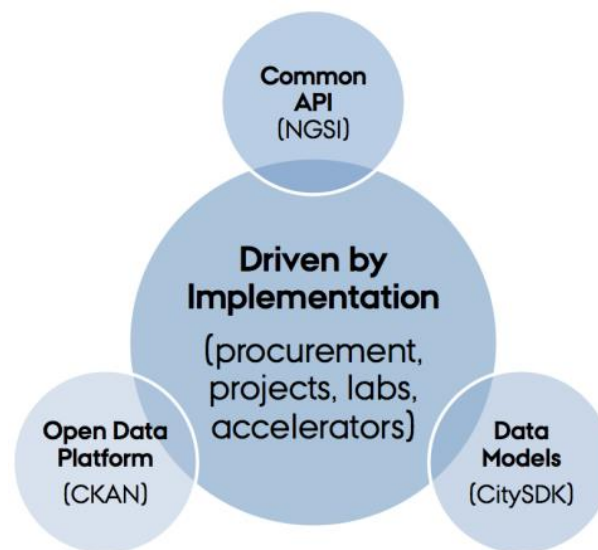 Common
API
(NGSI)
Driven by
Implementation
(procurement,
projects, labs,
accelerators)
Open Data
Platform
(CKAN)
Data
Models
(CitySDK)